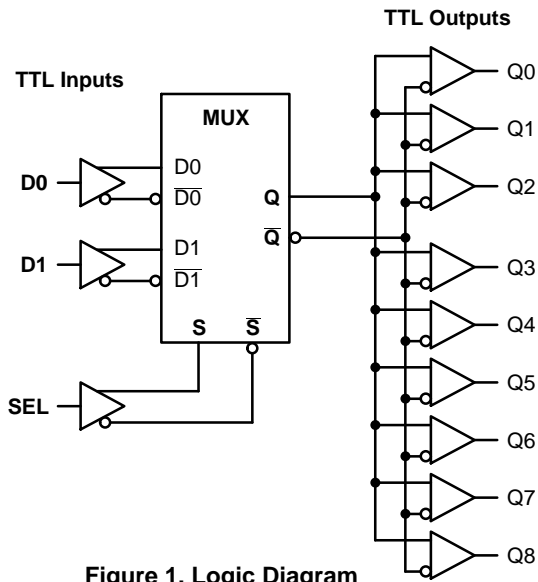 TTL Outputs
TTL Inputs
MUX
D0
D0
D0
Q
Q
D1
D1
D1
S
S
SEL
Q0
Q1
Q2
Q3
Q4
Q5
Q6
Q7
Q8
Figure 1. Logic Diagram